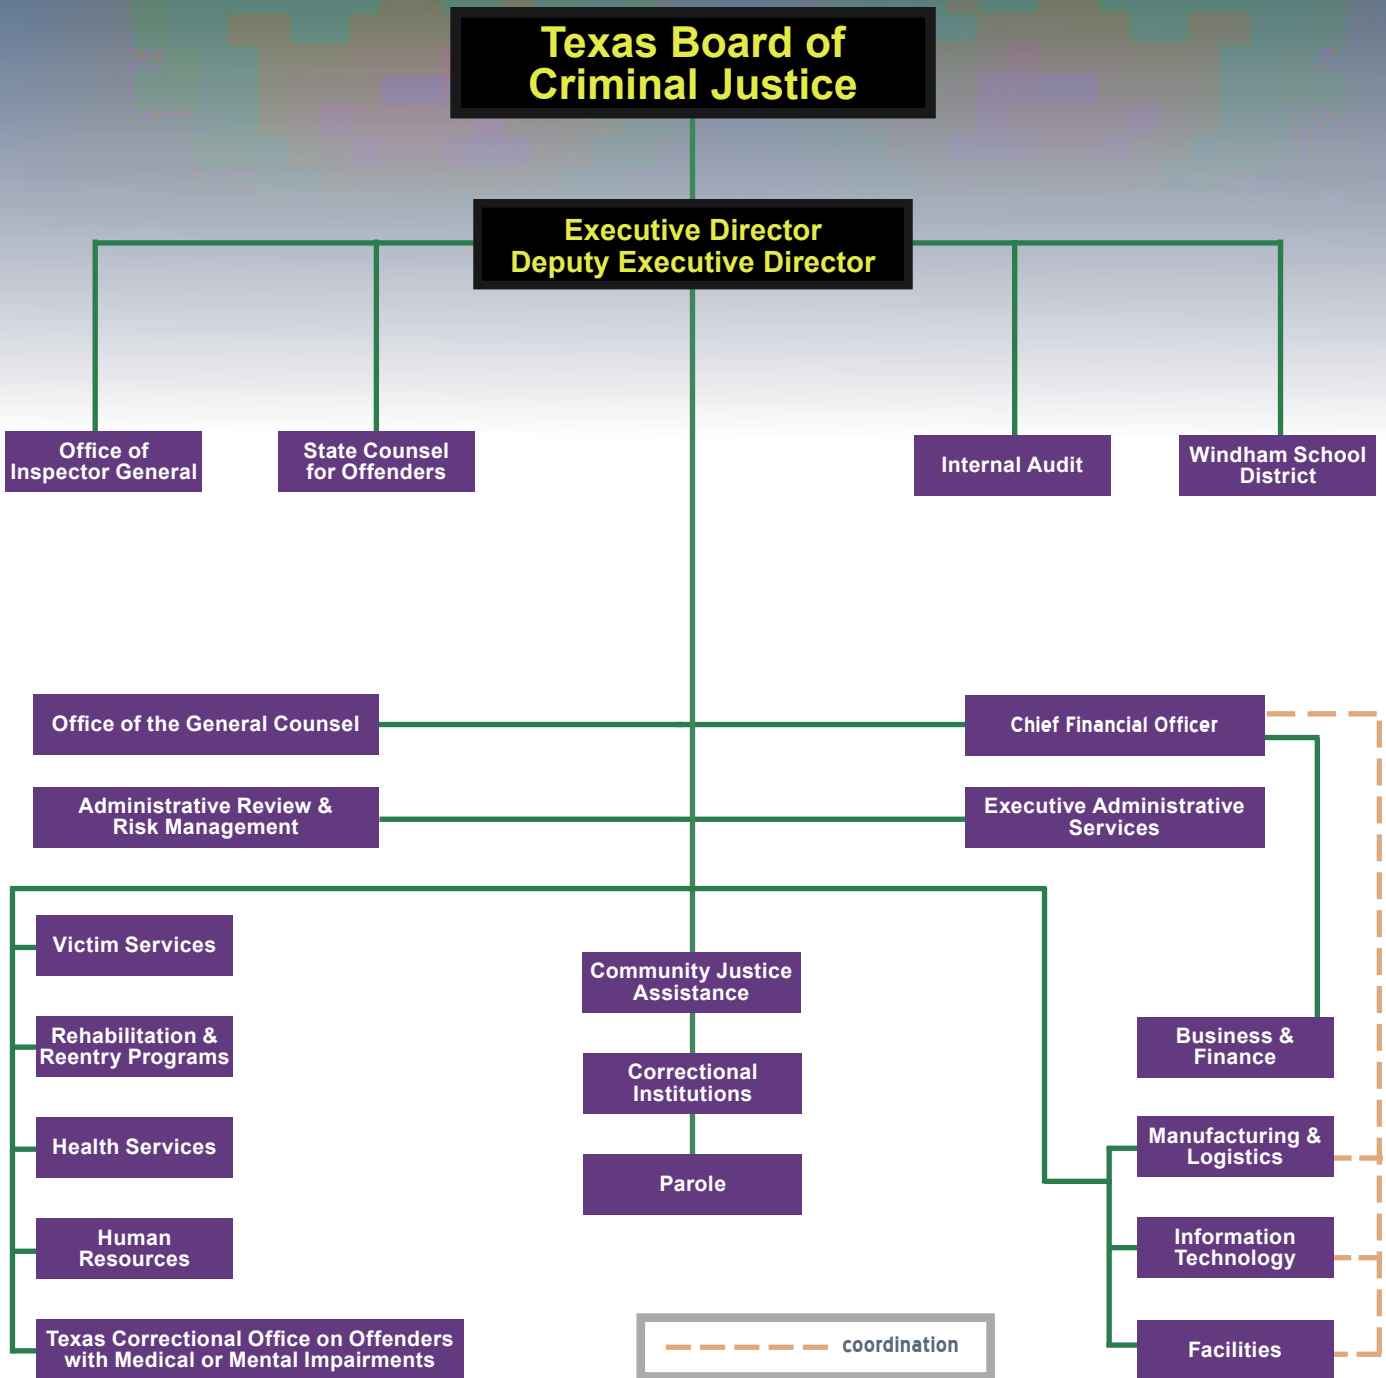 Texas Board of
Criminal Justice
Executive Director
Deputy Executive Director
Office of
Inspector General
State Counsel
for Offenders
Internal Audit
Windham School
District
Office of the General Counsel
Chief Financial Officer
Administrative Review &
Risk Management
Executive Administrative
Services
Victim Services
Rehabilitation &
Reentry Programs
Health Services
Human
Resources
Texas Correctional Office on Offenders
with Medical or Mental Impairments
Community Justice
Assistance
Correctional
Institutions
Parole
Business &
Finance
Manufacturing &
Logistics
Information
Technology
Facilities
coordination